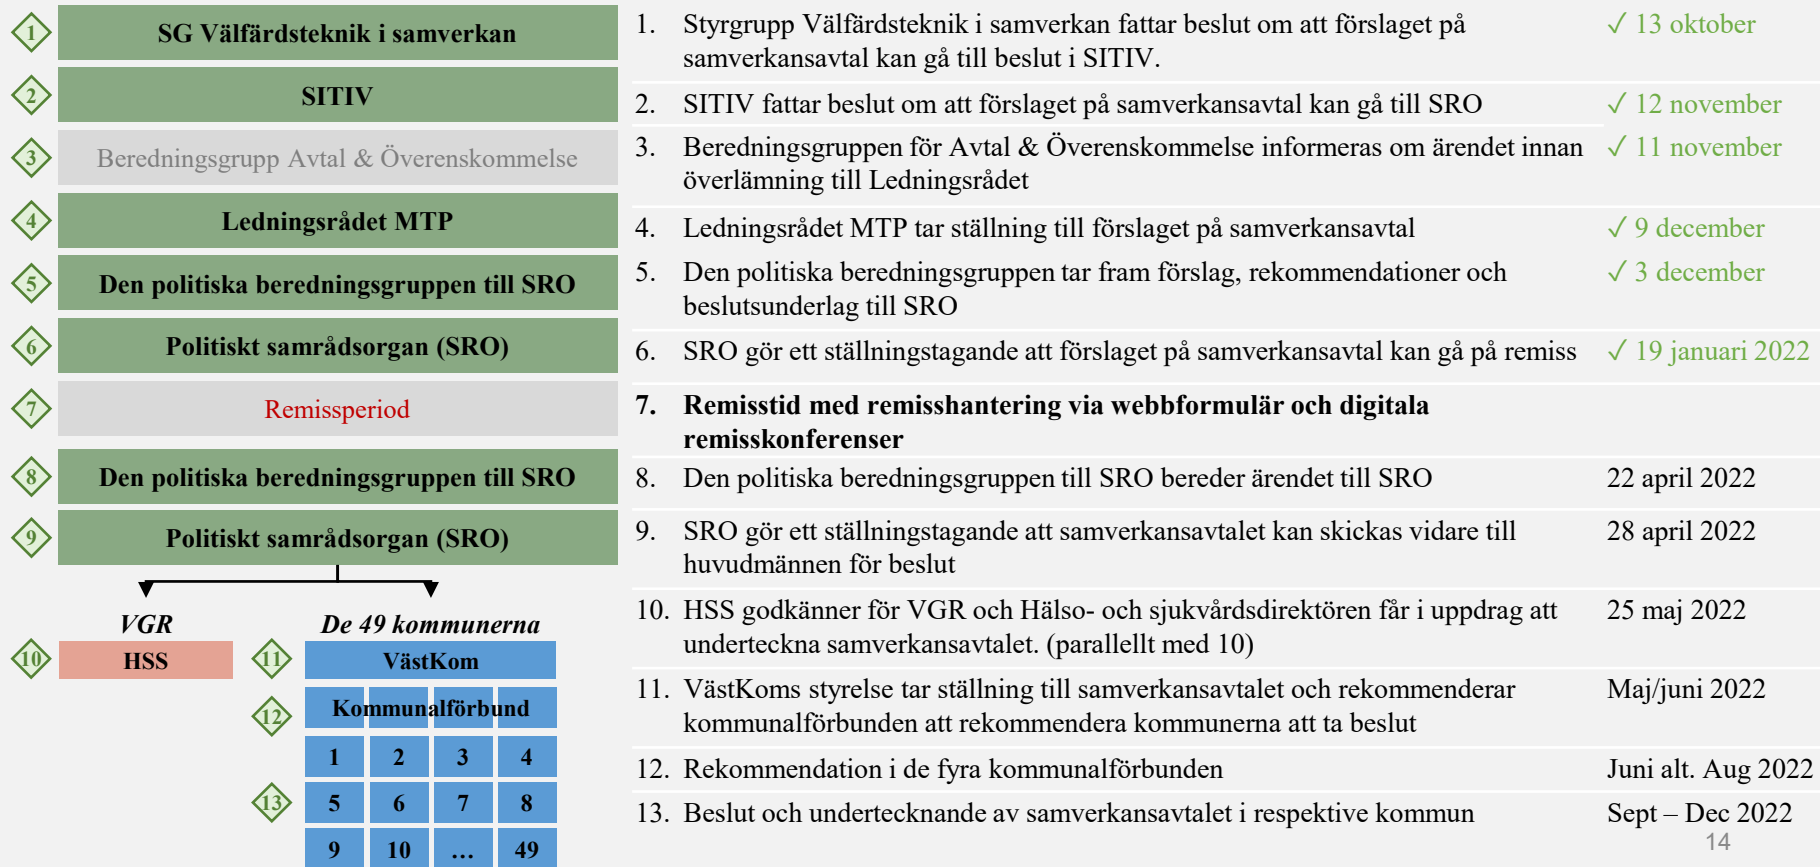 1
SG Välfärdsteknik i samverkan
2
SITIV
3
Beredningsgrupp Avtal & Överenskommelse
4
Ledningsrådet MTP
5
Den politiska beredningsgruppen till SRO
6
Politiskt samrådsorgan (SRO)
7
Remissperiod
8
Den politiska beredningsgruppen till SRO
9
Politiskt samrådsorgan (SRO)
VGR
De 49 kommunerna
10
HSS
11
VästKom
12
Kommunalförbund
1 2 3 4
13
5 6 7 8
9 10 … 49
1. Styrgrupp Välfärdsteknik i samverkan fattar beslut om att förslaget på
samverkansavtal kan gå till beslut i SITIV.
✓ 13 oktober
2. SITIV fattar beslut om att förslaget på samverkansavtal kan gå till SRO
✓ 12 november
3. Beredningsgruppen för Avtal & Överenskommelse informeras om ärendet innan
överlämning till Ledningsrådet
✓ 11 november
4. Ledningsrådet MTP tar ställning till förslaget på samverkansavtal
✓ 9 december
5. Den politiska beredningsgruppen tar fram förslag, rekommendationer och
beslutsunderlag till SRO
✓ 3 december
6. SRO gör ett ställningstagande att förslaget på samverkansavtal kan gå på remiss
✓ 19 januari 2022
7. Remisstid med remisshantering via webbformulär och digitala
remisskonferenser
8. Den politiska beredningsgruppen till SRO bereder ärendet till SRO
22 april 2022
9. SRO gör ett ställningstagande att samverkansavtalet kan skickas vidare till
huvudmännen för beslut
28 april 2022
10. HSS godkänner för VGR och Hälso- och sjukvårdsdirektören får i uppdrag att
underteckna samverkansavtalet. (parallellt med 10)
25 maj 2022
11. VästKoms styrelse tar ställning till samverkansavtalet och rekommenderar
kommunalförbunden att rekommendera kommunerna att ta beslut
Maj/juni 2022
12. Rekommendation i de fyra kommunalförbunden
Juni alt. Aug 2022
13. Beslut och undertecknande av samverkansavtalet i respektive kommun
Sept – Dec 2022
14